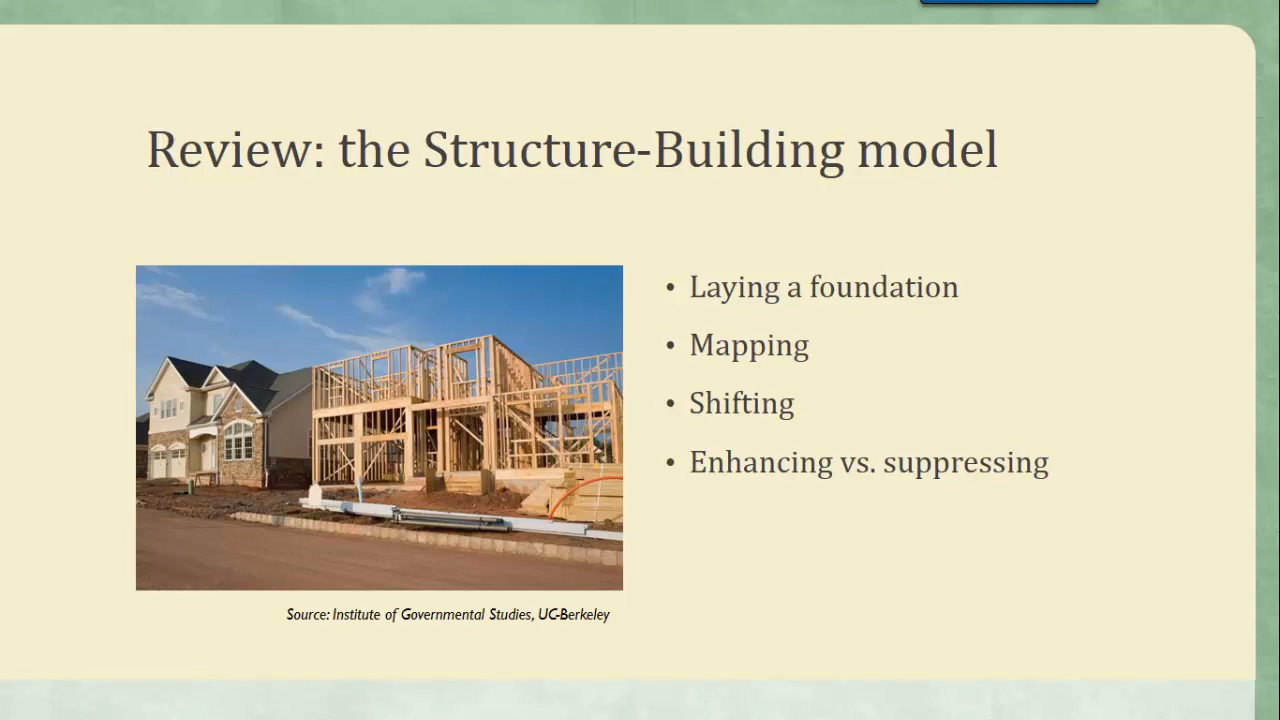 Review: the Structure-Building model
• Laying a foundation
• Mapping
• Shifting
• Enhancing vs. suppressing
Source: Institute of Governmental Studies, UC-Berkeley